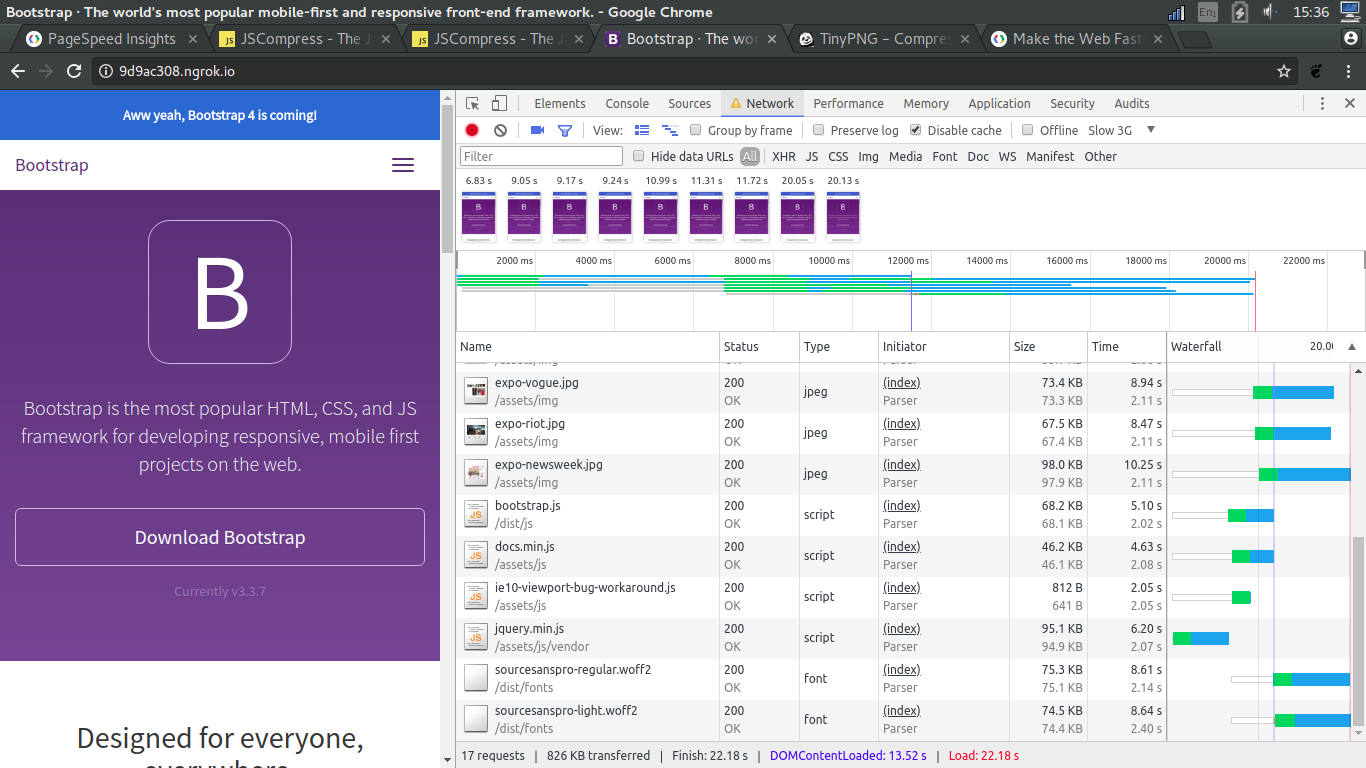 Bootstrap · The world's most popular mobile-first and responsive front-end framework. - Google Chrome
En1
15:36
PageSpeed Insights
JS
JSCompress - The J
JS
JSCompress - The J
B
Bootstrap · The wor
TinyPNG – Compres
Make the Web Faste
9d9ac308.ngrok.io
Aww yeah, Bootstrap 4 is coming!
Bootstrap
B
Bootstrap is the most popular HTML, CSS, and JS
framework for developing responsive, mobile first
projects on the web.
Download Bootstrap
Currently v3.3.7
Designed for everyone,
everywhere.
Elements Console Sources Network Performance Memory Application Security Audits
View: Group by frame Preserve log Disable cache Offline Slow 3G
Filter Hide data URLs All XHR JS CSS Img Media Font Doc WS Manifest Other
6.83 s 9.05 s 9.17 s 9.24 s 10.99 s 11.31 s 11.72 s 20.05 s 20.13 s
B B B B B B B B B
2000 ms 4000 ms 6000 ms 8000 ms 10000 ms 12000 ms 14000 ms 16000 ms 18000 ms 20000 ms 22000 ms
Name Status Type Initiator Size Time Waterfall 20.00
/assets/img
expo-vogue.jpg 200 jpeg (index) 73.4 KB 8.94 s
/assets/img OK Parser 73.3 KB 2.11 s
expo-riot.jpg 200 jpeg (index) 67.5 KB 8.47 s
/assets/img OK Parser 67.4 KB 2.11 s
expo-newsweek.jpg 200 jpeg (index) 98.0 KB 10.25 s
/assets/img OK Parser 97.9 KB 2.11 s
JS bootstrap.js 200 script (index) 68.2 KB 5.10 s
/dist/js OK Parser 68.1 KB 2.02 s
JS docs.min.js 200 script (index) 46.2 KB 4.63 s
/assets/js OK Parser 46.1 KB 2.08 s
JS ie10-viewport-bug-workaround.js 200 script (index) 812 B 2.05 s
/assets/js OK Parser 641 B 2.05 s
JS jquery.min.js 200 script (index) 95.1 KB 6.20 s
/assets/js/vendor OK Parser 94.9 KB 2.07 s
sourcesanspro-regular.woff2 200 font (index) 75.3 KB 8.61 s
/dist/fonts OK Parser 75.1 KB 2.14 s
sourcesanspro-light.woff2 200 font (index) 74.5 KB 8.64 s
/dist/fonts OK Parser 74.4 KB 2.40 s
17 requests | 826 KB transferred | Finish: 22.18 s | DOMContentLoaded: 13.52 s | Load: 22.18 s